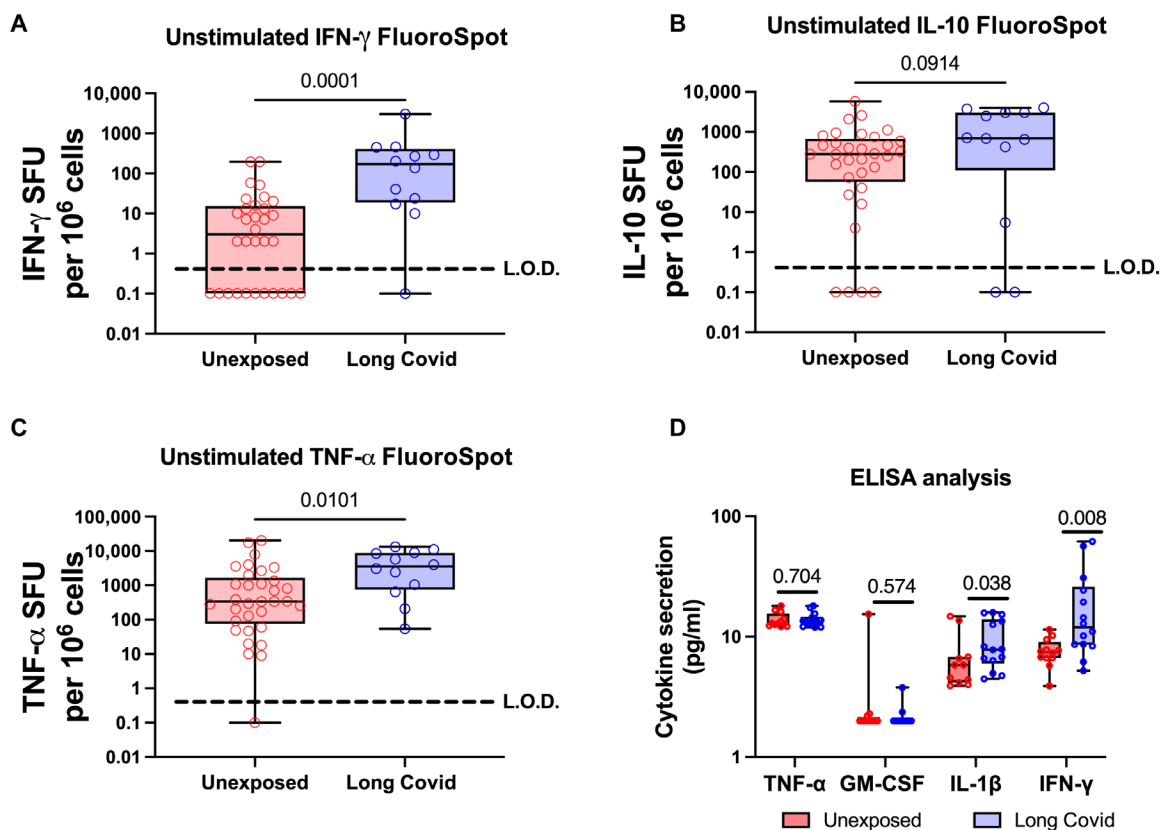 A
Unstimulated IFN-γ FluoroSpot
0.0001
10,000
1000
100
10
1
0.1
0.01
IFN-γ SFU
per 10⁶ cells
L.O.D.
Unexposed Long Covid
B
Unstimulated IL-10 FluoroSpot
0.0914
10,000
1000
100
10
1
0.1
0.01
IL-10 SFU
per 10⁶ cells
L.O.D.
Unexposed Long Covid
C
Unstimulated TNF-α FluoroSpot
0.0101
100,000
10,000
1000
100
10
1
0.1
0.01
TNF-α SFU
per 10⁶ cells
L.O.D.
Unexposed Long Covid
D
ELISA analysis
0.704
0.574
0.038
0.008
100
10
1
Cytokine secretion
(pg/ml)
TNF-α GM-CSF IL-1β IFN-γ
Unexposed Long Covid